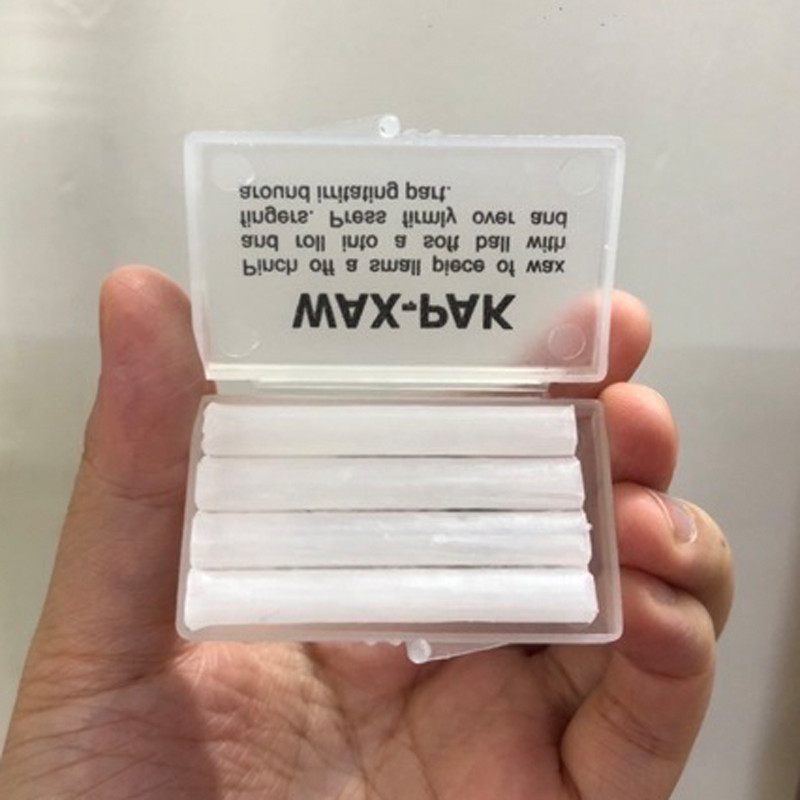 WAX-PAK
Pinch off a small piece of wax
and roll into a soft ball with
fingers. Press firmly over and
around irritating part.